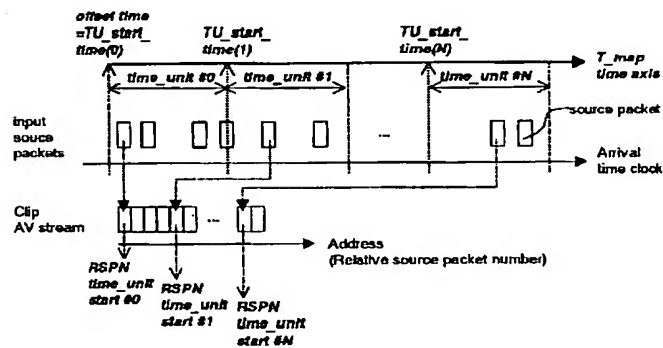 offset time
=TU_start_
time(0)
TU_start_
time(1)
TU_start_
time(N)
T_map
time axis
time_unit #0
time_unit #1
time_unit #N
source packet
input
souce
packets
...
Arrival
time clock
Clip
AV stream
...
Address
(Relative source packet number)
RSPN
time_unit
start #0
RSPN
time_unit
start #1
RSPN
time_unit
start #N